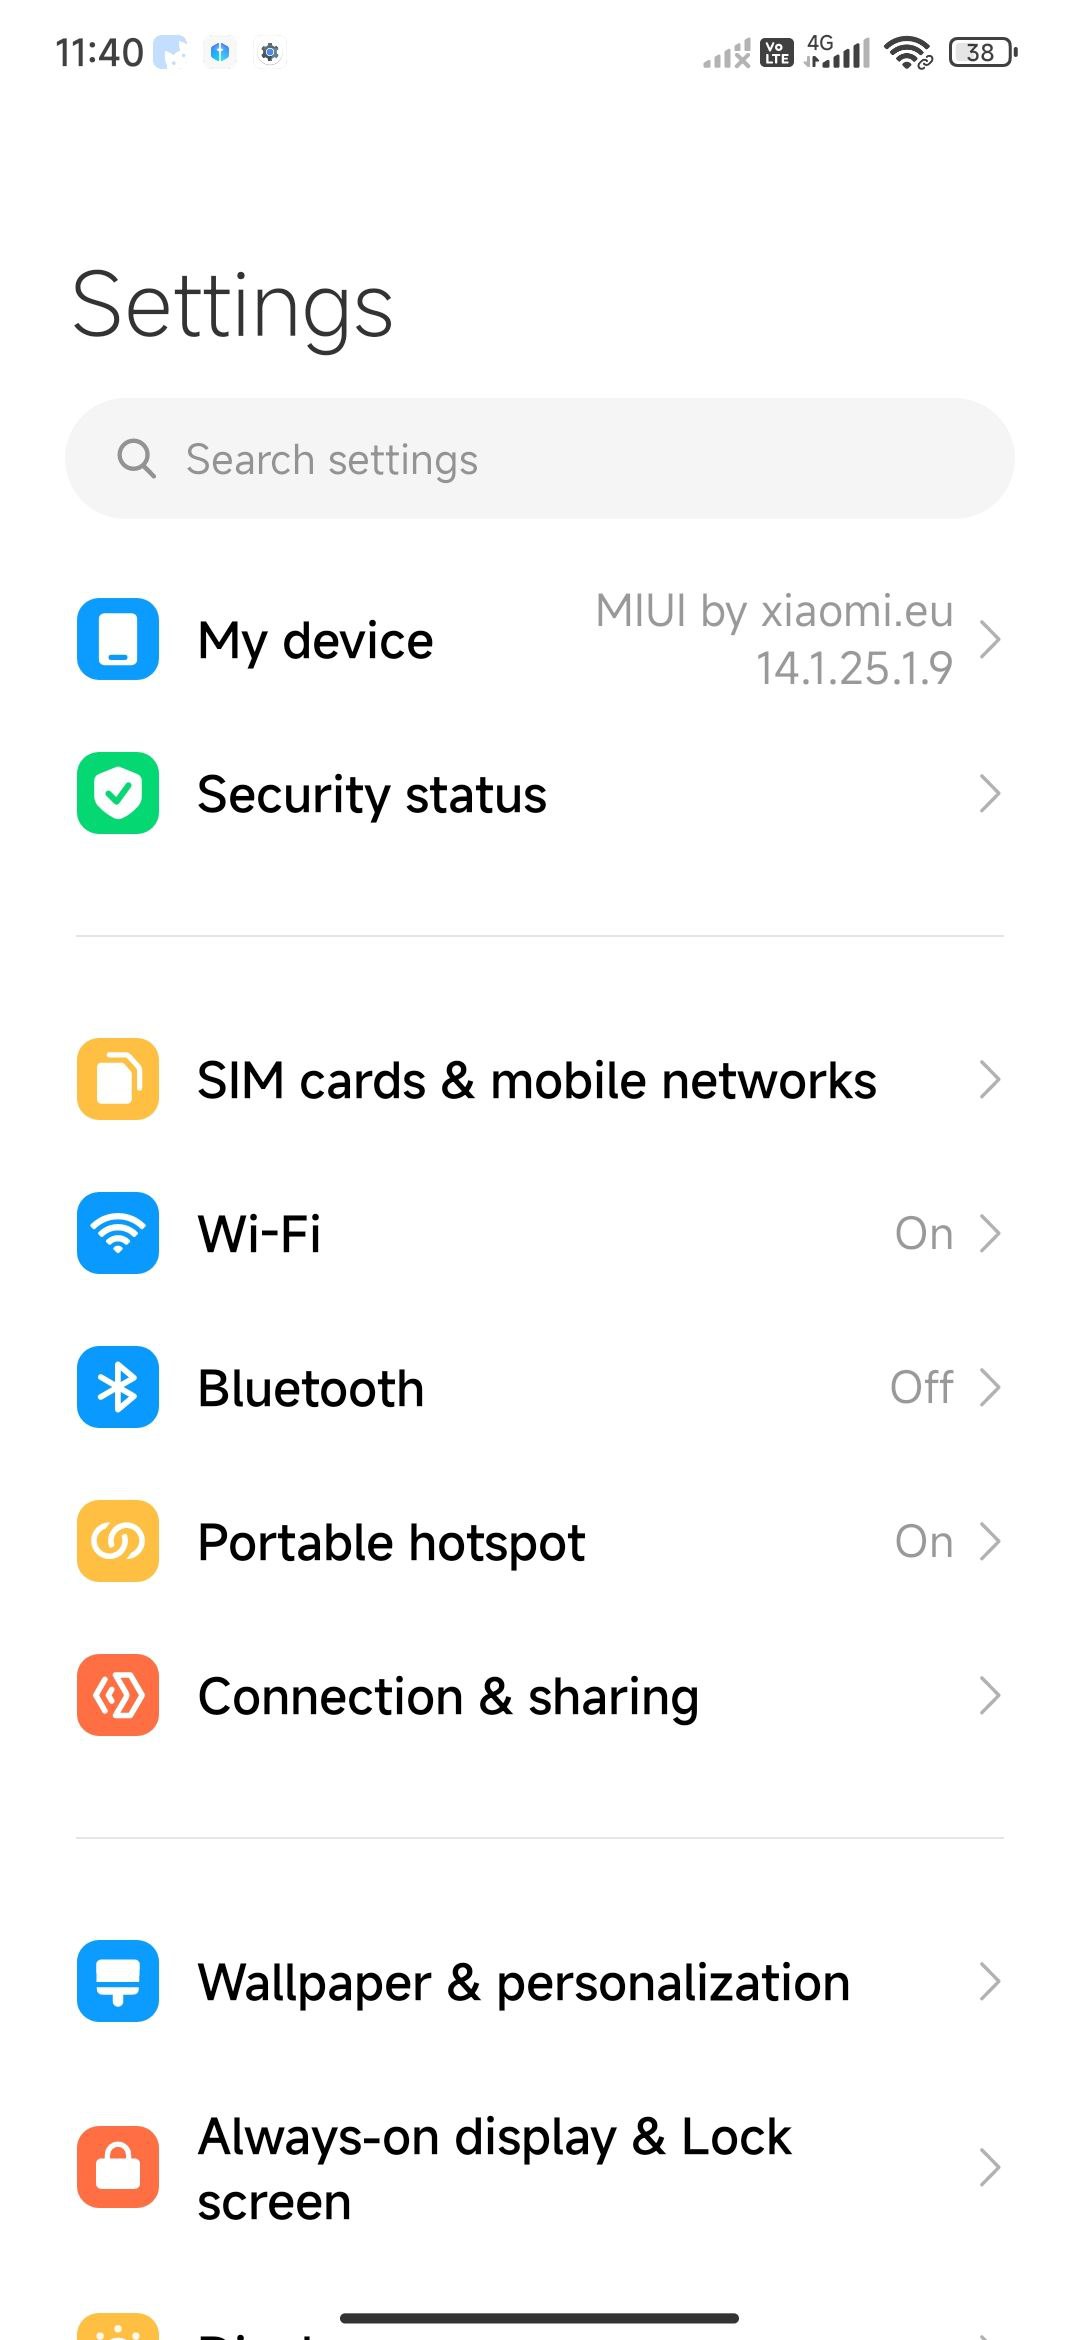 11:40
Vo LTE
4G
38
Settings
Search settings
My device
MIUI by xiaomi.eu
14.1.25.1.9
Security status
SIM cards & mobile networks
Wi-Fi
On
Bluetooth
Off
Portable hotspot
On
Connection & sharing
Wallpaper & personalization
Always-on display & Lock
screen